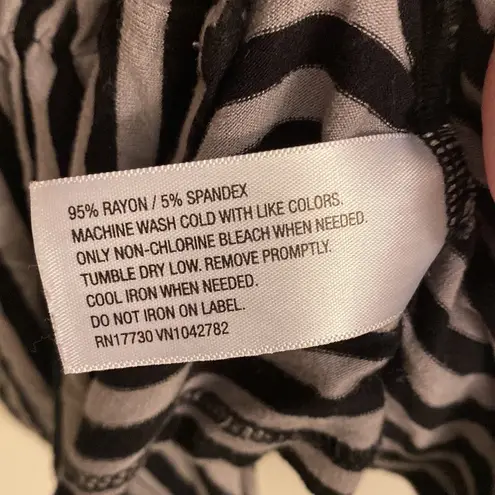 95% RAYON / 5% SPANDEX
MACHINE WASH COLD WITH LIKE COLORS.
ONLY NON-CHLORINE BLEACH WHEN NEEDED.
TUMBLE DRY LOW. REMOVE PROMPTLY.
COOL IRON WHEN NEEDED.
DO NOT IRON ON LABEL.
RN17730 VN1042782